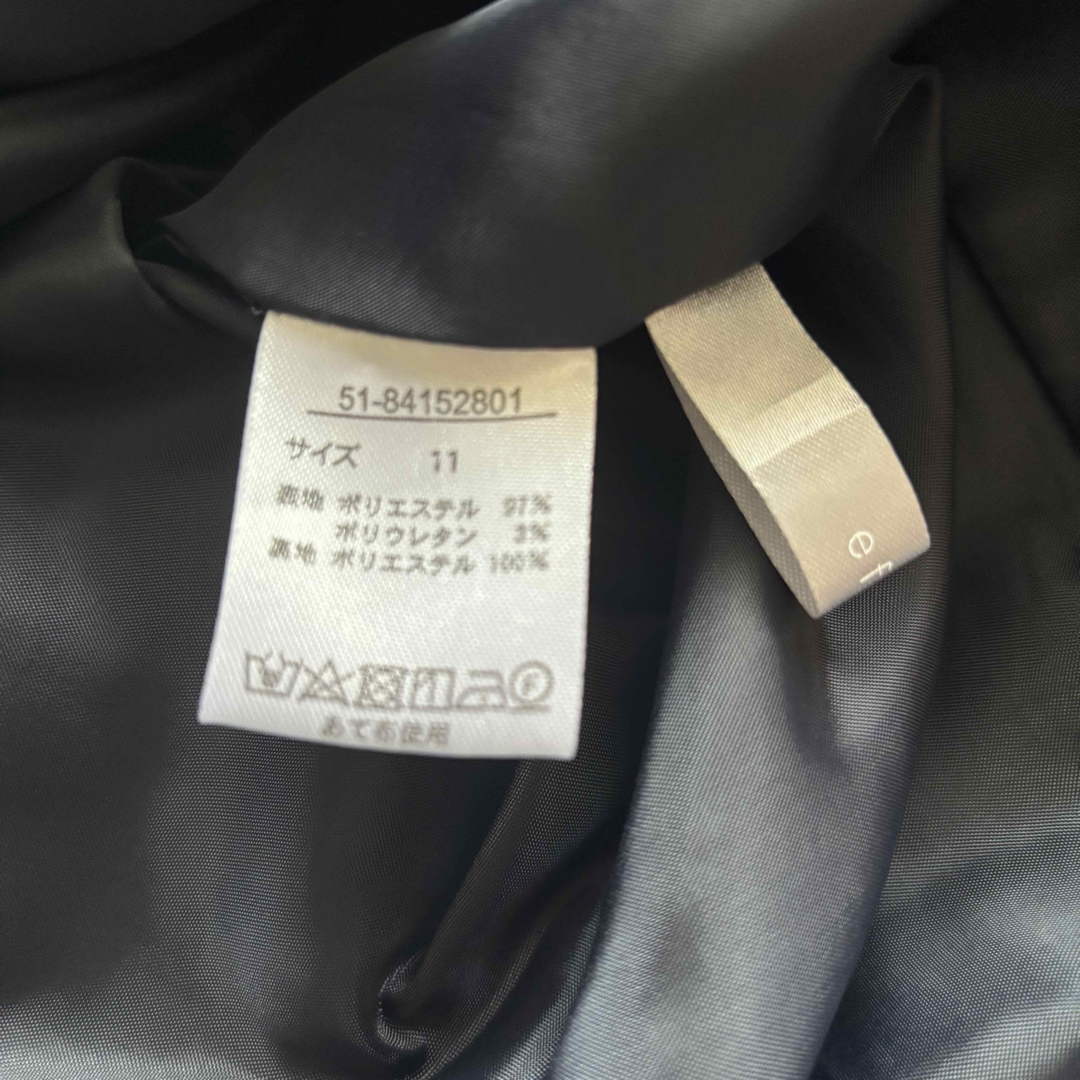 51-84152801
サイズ 11
表地 ポリエステル 97%
ポリウレタン 3%
裏地 ポリエステル 100%
F
あて布使用
e f